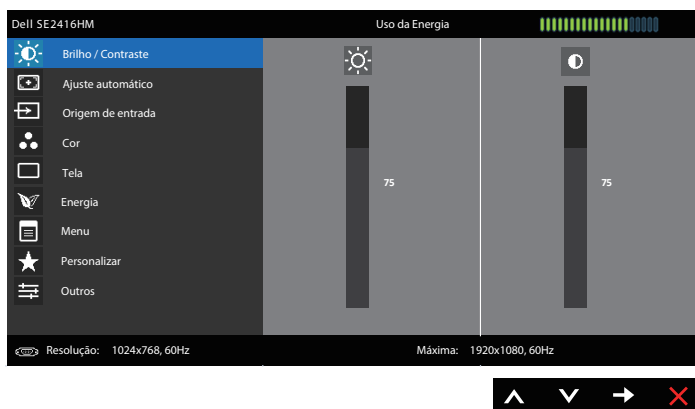 Dell SE2416HM Uso da Energia
Brilho / Contraste
Ajuste automático
Origem de entrada
Cor
Tela
75 75
Energia
Menu
Personalizar
Outros
Resolução: 1024x768, 60Hz Máxima: 1920x1080, 60Hz